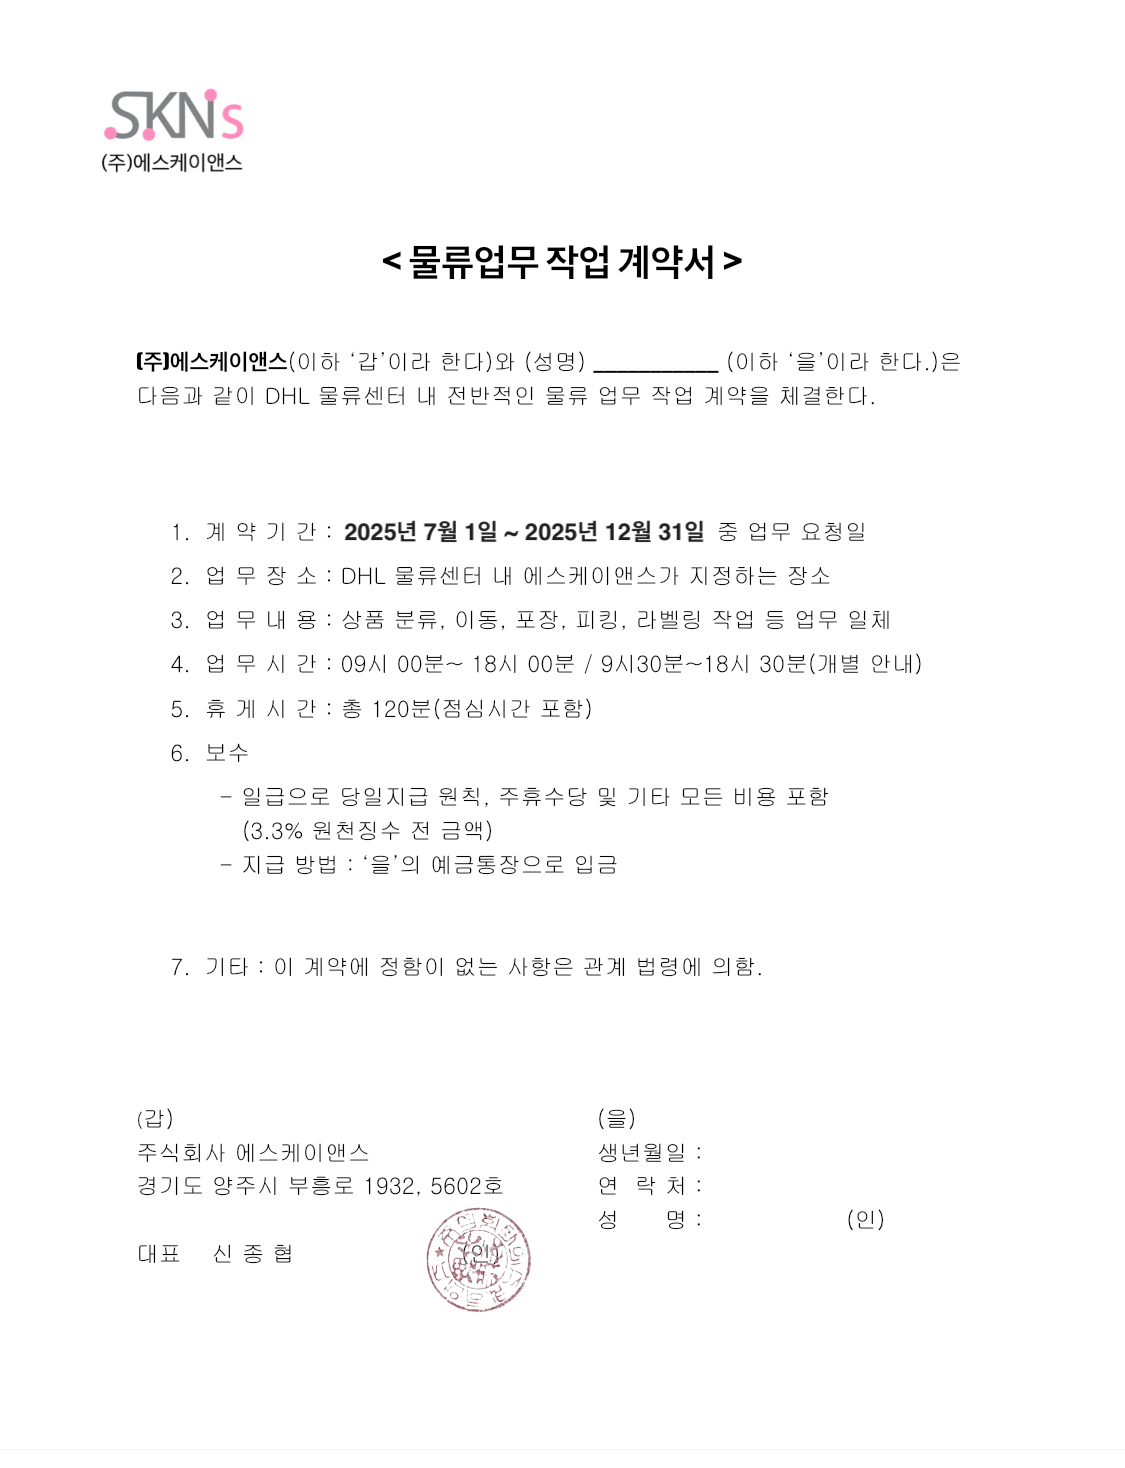 SKNs
(주)에스케이앤스
< 물류업무 작업 계약서 >
(주)에스케이앤스(이하 ‘갑’이라 한다)와 (성명) ___________ (이하 ‘을’이라 한다.)은
다음과 같이 DHL 물류센터 내 전반적인 물류 업무 작업 계약을 체결한다.
1. 계 약 기 간 : 2025년 7월 1일 ~ 2025년 12월 31일 중 업무 요청일
2. 업 무 장 소 : DHL 물류센터 내 에스케이앤스가 지정하는 장소
3. 업 무 내 용 : 상품 분류, 이동, 포장, 피킹, 라벨링 작업 등 업무 일체
4. 업 무 시 간 : 09시 00분~ 18시 00분 / 9시30분~18시 30분(개별 안내)
5. 휴 게 시 간 : 총 120분(점심시간 포함)
6. 보수
- 일급으로 당일지급 원칙, 주휴수당 및 기타 모든 비용 포함
(3.3% 원천징수 전 금액)
- 지급 방법 : ‘을’의 예금통장으로 입금
7. 기타 : 이 계약에 정함이 없는 사항은 관계 법령에 의함.
(갑)
주식회사 에스케이앤스
경기도 양주시 부흥로 1932, 5602호
대표 신 종 협 (인)
(을)
생년월일 :
연 락 처 :
성 명 : (인)